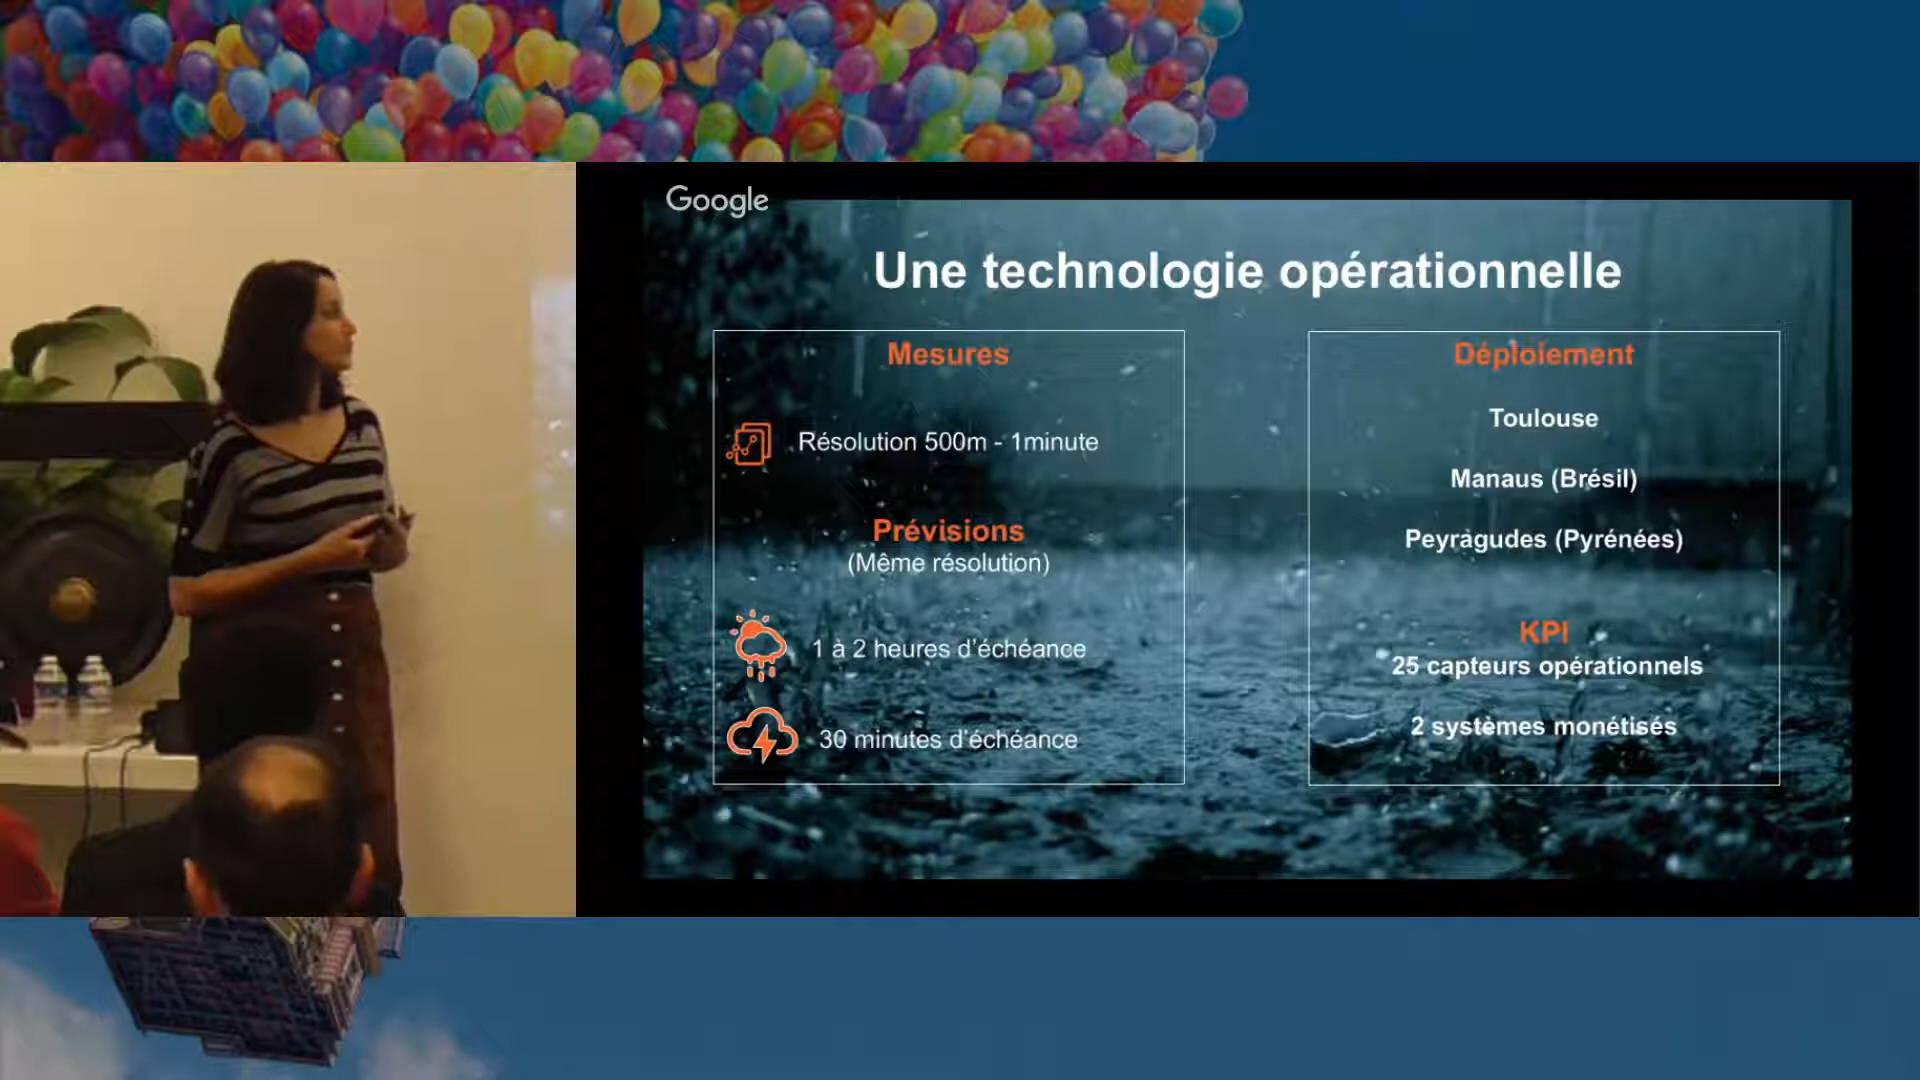 Google
Une technologie opérationnelle
Mesures
Résolution 500m - 1minute
Prévisions
(Même résolution)
1 à 2 heures d'échéance
30 minutes d'échéance
Déploiement
Toulouse
Manaus (Brésil)
Peyragudes (Pyrénées)
KPI
25 capteurs opérationnels
2 systèmes monétisés